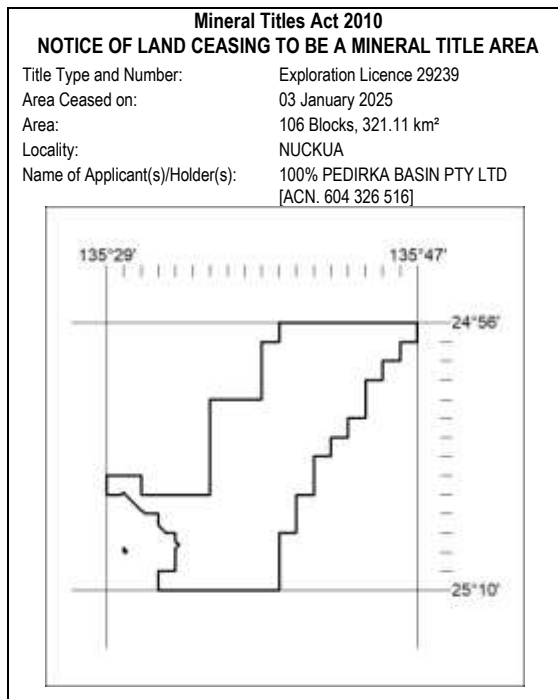 Mineral Titles Act 2010
NOTICE OF LAND CEASING TO BE A MINERAL TITLE AREA
Title Type and Number: Exploration Licence 29239
Area Ceased on: 03 January 2025
Area: 106 Blocks, 321.11 km²
Locality: NUCKUA
Name of Applicant(s)/Holder(s): 100% PEDIRKA BASIN PTY LTD
[ACN. 604 326 516]
135°29' 135°47'
24°56'
25°10'